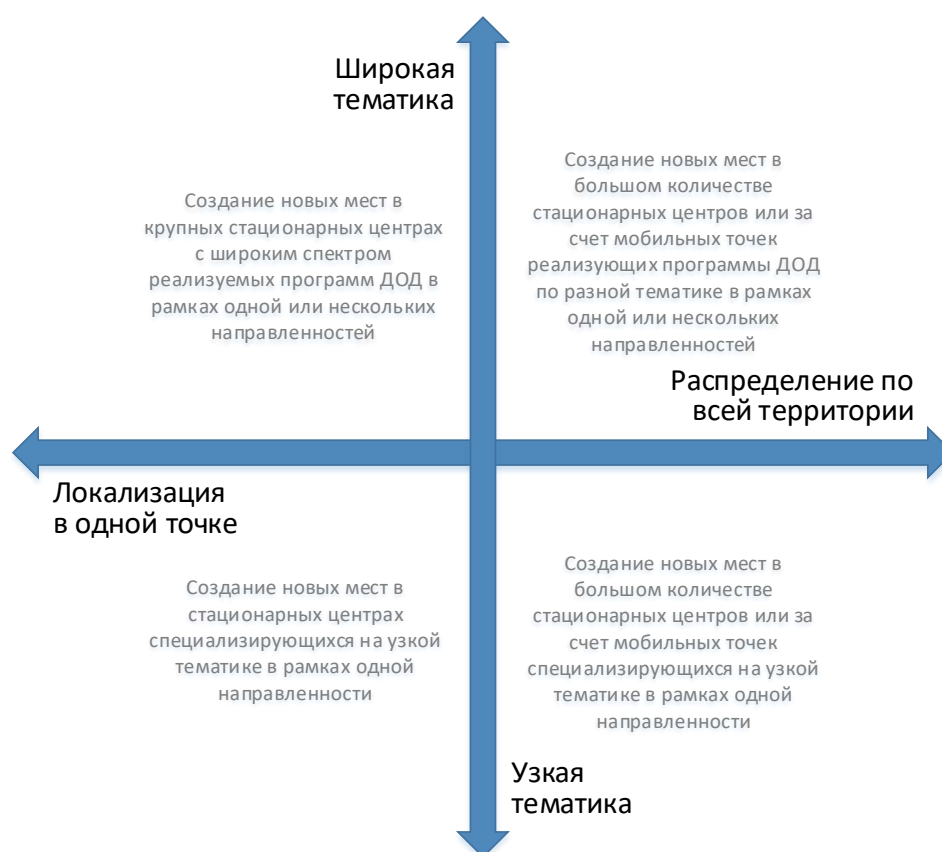 Широкая
тематика
Создание новых мест в
крупных стационарных центрах
с широким спектром
реализуемых программ ДОД в
рамках одной или нескольких
направленностей
Создание новых мест в
большом количестве
стационарных центров или за
счет мобильных точек
реализующих программы ДОД
по разной тематике в рамках
одной или нескольких
направленностей
Распределение по
всей территории
Локализация
в одной точке
Создание новых мест в
стационарных центрах
специализирующихся на узкой
тематике в рамках одной
направленности
Создание новых мест в
большом количестве
стационарных центров или за
счет мобильных точек
специализирующихся на узкой
тематике в рамках одной
направленности
Узкая
тематика